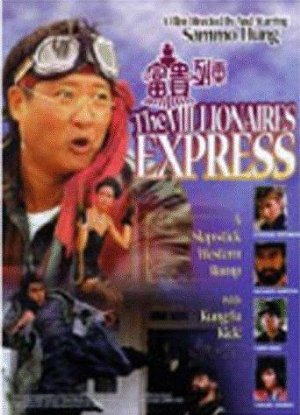 A Film Directed By And Starring
Sammo Hung
富貴列車
The MILLIONAIRES
EXPRESS
A
Slapstick
Western
Romp
With
Kungfu
Kick